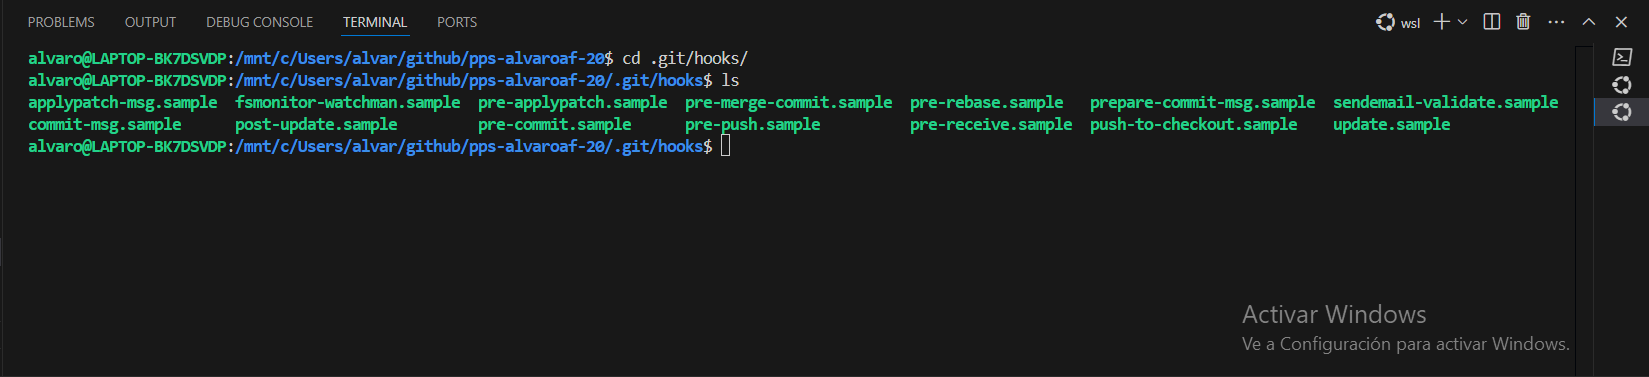 PROBLEMS OUTPUT DEBUG CONSOLE TERMINAL PORTS wsl
alvaro@LAPTOP-BK7DSVDP:/mnt/c/Users/alvar/github/pps-alvaroaf-20$ cd .git/hooks/
alvaro@LAPTOP-BK7DSVDP:/mnt/c/Users/alvar/github/pps-alvaroaf-20/.git/hooks$ ls
applypatch-msg.sample fsmonitor-watchman.sample pre-applypatch.sample pre-merge-commit.sample pre-rebase.sample prepare-commit-msg.sample sendemail-validate.sample
commit-msg.sample post-update.sample pre-commit.sample pre-push.sample pre-receive.sample push-to-checkout.sample update.sample
alvaro@LAPTOP-BK7DSVDP:/mnt/c/Users/alvar/github/pps-alvaroaf-20/.git/hooks$
Activar Windows
Ve a Configuración para activar Windows.